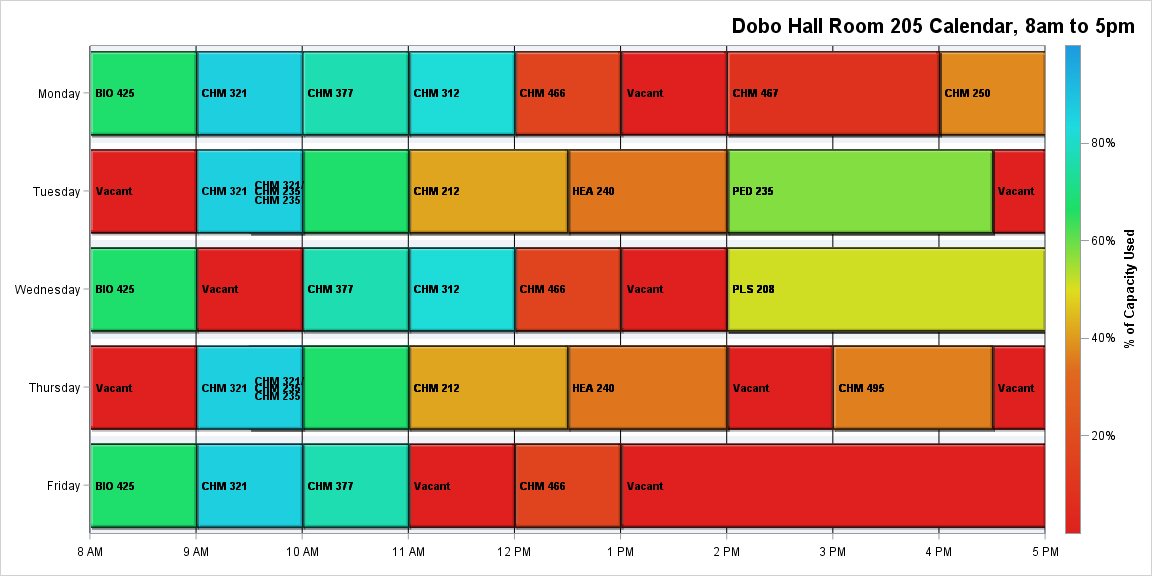 Dobo Hall Room 205 Calendar, 8am to 5pm
Monday
BIO 425
CHM 321
CHM 377
CHM 312
CHM 466
Vacant
CHM 467
CHM 250
Tuesday
Vacant
CHM 321
CHM 321/
CHM 235
CHM 235
CHM 212
HEA 240
PED 235
Vacant
Wednesday
BIO 425
Vacant
CHM 377
CHM 312
CHM 466
Vacant
PLS 208
Thursday
Vacant
CHM 321
CHM 321/
CHM 235
CHM 235
CHM 212
HEA 240
Vacant
CHM 495
Vacant
Friday
BIO 425
CHM 321
CHM 377
Vacant
CHM 466
Vacant
8 AM
9 AM
10 AM
11 AM
12 PM
1 PM
2 PM
3 PM
4 PM
5 PM
80%
60%
40%
20%
% of Capacity Used